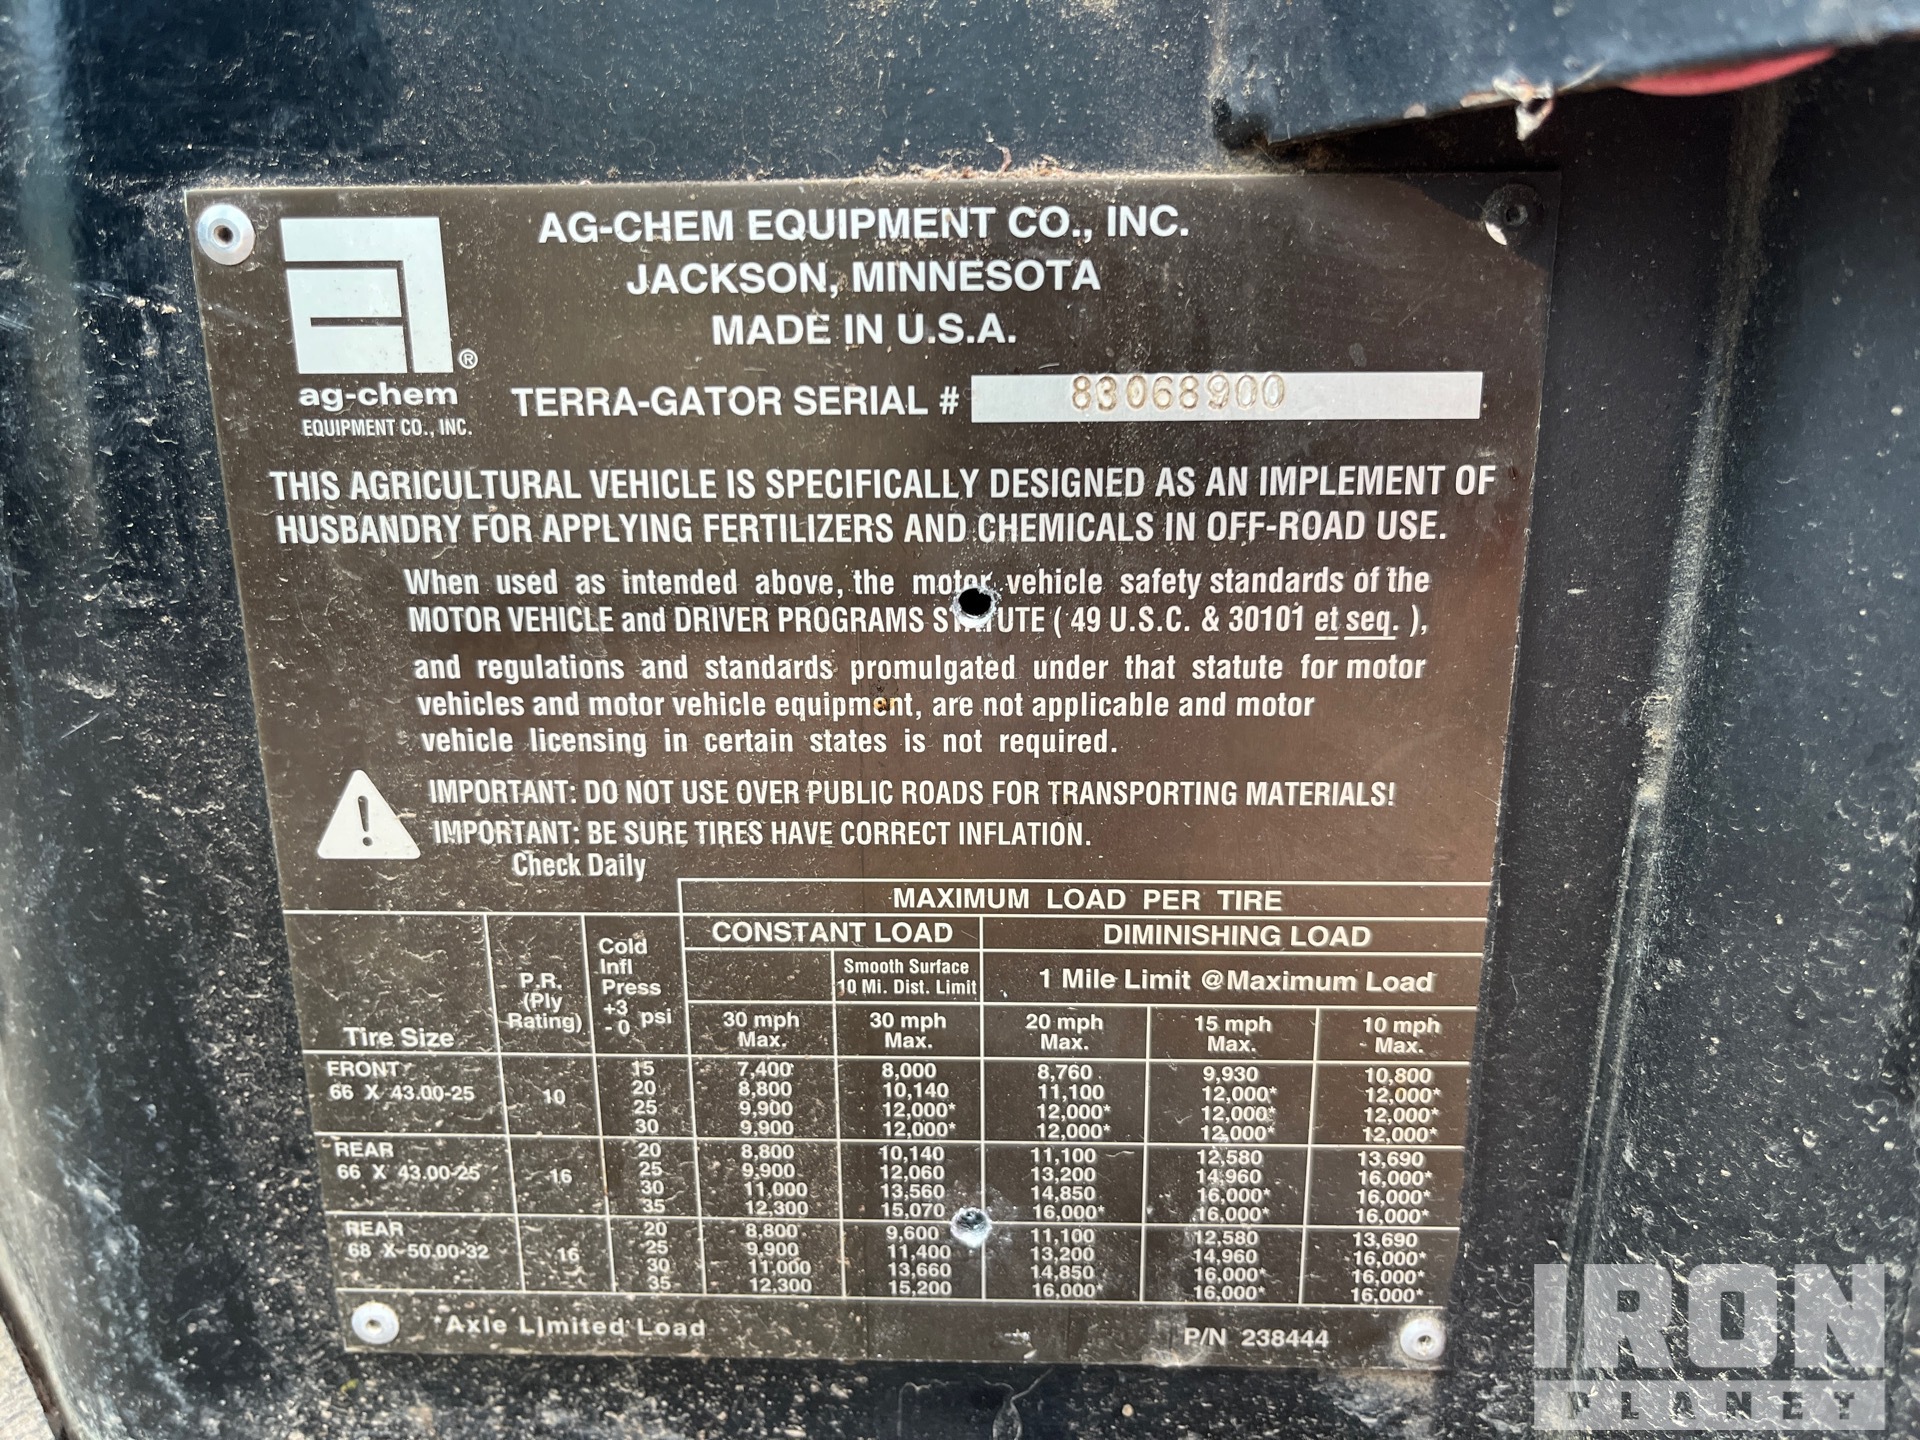 AG-CHEM EQUIPMENT CO., INC.
JACKSON, MINNESOTA
MADE IN U.S.A.
®
ag-chem
EQUIPMENT CO., INC.
TERRA-GATOR SERIAL # 83068900
THIS AGRICULTURAL VEHICLE IS SPECIFICALLY DESIGNED AS AN IMPLEMENT OF
HUSBANDRY FOR APPLYING FERTILIZERS AND CHEMICALS IN OFF-ROAD USE.
When used as intended above, the motor vehicle safety standards of the
MOTOR VEHICLE and DRIVER PROGRAMS STATUTE ( 49 U.S.C. & 30101 et seq. ),
and regulations and standards promulgated under that statute for motor
vehicles and motor vehicle equipment, are not applicable and motor
vehicle licensing in certain states is not required.
IMPORTANT: DO NOT USE OVER PUBLIC ROADS FOR TRANSPORTING MATERIALS!
IMPORTANT: BE SURE TIRES HAVE CORRECT INFLATION.
Check Daily
MAXIMUM LOAD PER TIRE
CONSTANT LOAD DIMINISHING LOAD
Smooth Surface
10 Mi. Dist. Limit
1 Mile Limit @ Maximum Load
Tire Size
P.R.
(Ply
Rating)
Cold
Infl
Press
+3
- 0 psi
30 mph
Max.
30 mph
Max.
20 mph
Max.
15 mph
Max.
10 mph
Max.
FRONT 15 7,400 8,000 8,760 9,930 10,800
66 X 43.00-25 10 20 8,800 10,140 11,100 12,000* 12,000*
25 9,900 12,000* 12,000* 12,000* 12,000*
30 9,900 12,000* 12,000* 12,000* 12,000*
REAR 20 8,800 10,140 11,100 12,580 13,690
66 X 43.00-25 16 25 9,900 12,060 13,200 14,960 16,000*
30 11,000 13,560 14,850 16,000* 16,000*
35 12,300 15,070 16,000* 16,000* 16,000*
REAR 20 8,800 9,600 11,100 12,580 13,690
68 X 50.00-32 16 25 9,900 11,400 13,200 14,960 16,000*
30 11,000 13,660 14,850 16,000* 16,000*
35 12,300 15,200 16,000* 16,000* 16,000*
*Axle Limited Load
P/N 238444
IRON
PLANET